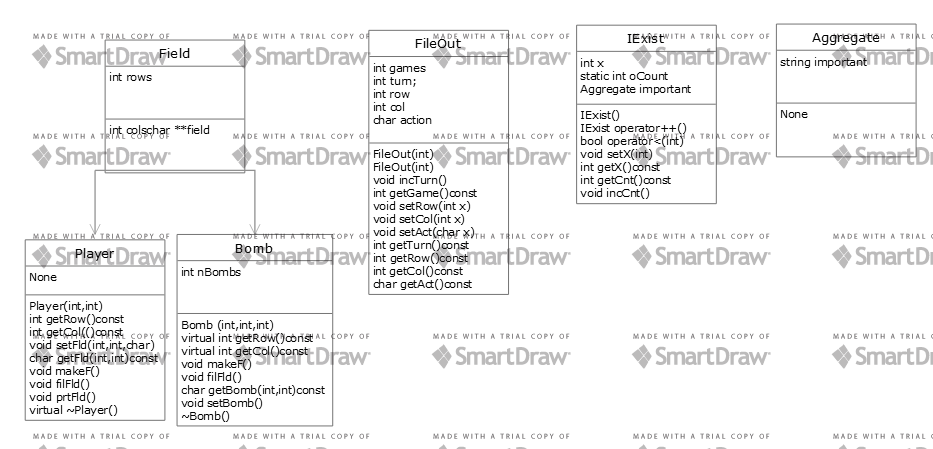 Field
int rows
int colschar **field
FileOut
int games
int turn;
int row
int col
char action
FileOut(int)
FileOut(int)
void incTurn()
int getGame()const
void setRow(int x)
void setCol(int x)
void setAct(char x)
int getTurn()const
int getRow()const
int getCol()const
char getAct()const
IExist
int x
static int oCount
Aggregate important
IExist()
IExist operator++()
bool operator<(int)
void setX(int)
int getX()const
int getCnt()const
void incCnt()
Aggregate
string important
None
Player
None
Player(int,int)
int getRow()const
int getCol()const
void setFld(int,int,char)
char getFld(int,int)const
void makeF()
void filFld()
void prtFld()
virtual ~Player()
Bomb
int nBombs
Bomb (int,int,int)
virtual int getRow()const
virtual int getCol()const
void makeF()
void filFld()
char getBomb(int,int)const
void setBomb()
~Bomb()
MADE WITH A TRIAL COPY OF
SmartDraw